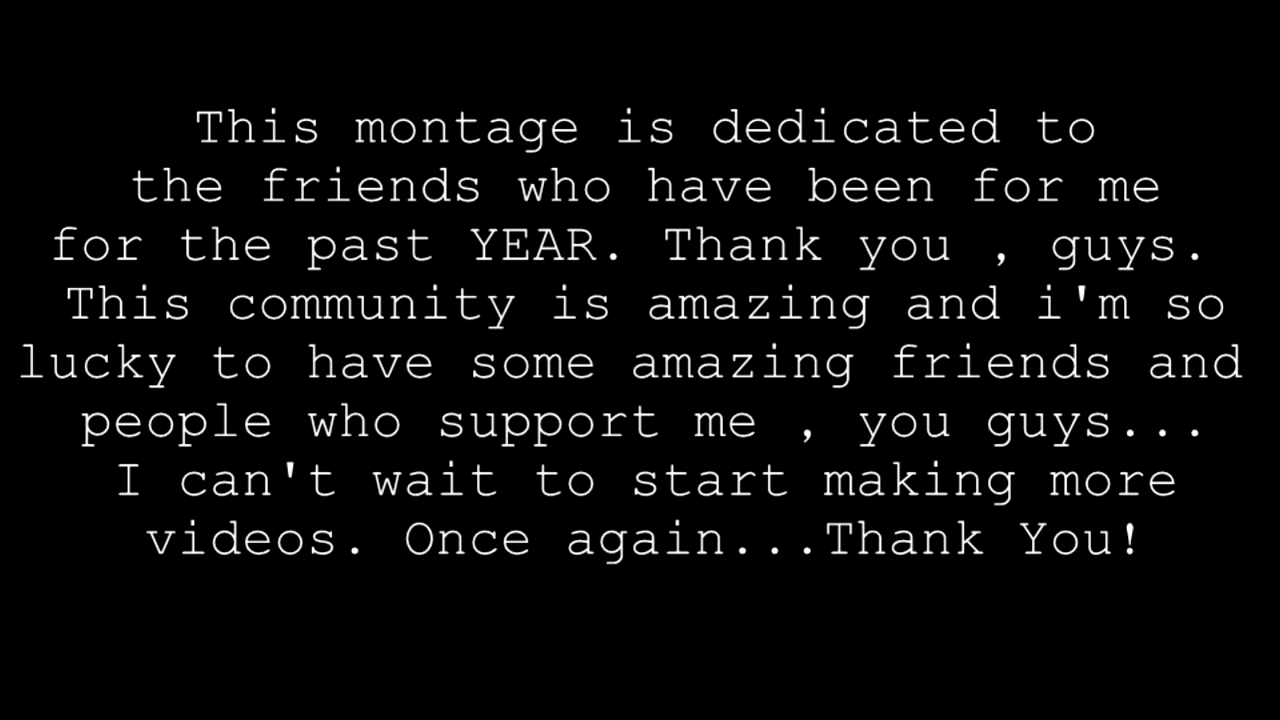 This montage is dedicated to
the friends who have been for me
for the past YEAR. Thank you , guys.
This community is amazing and i'm so
lucky to have some amazing friends and
people who support me , you guys...
I can't wait to start making more
videos. Once again...Thank You!